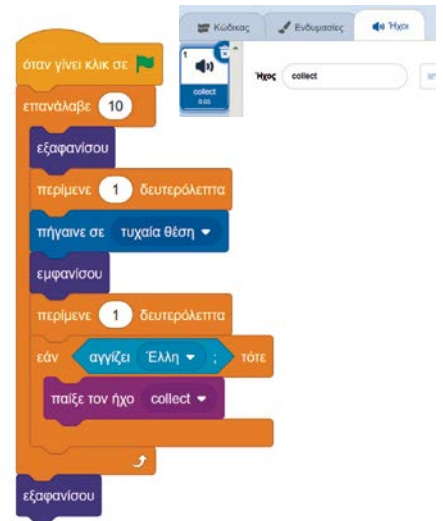 Κώδικας Ενδυμασίες Ήχοι
1
collect
0.65
Ήχος collect
όταν γίνει κλικ σε
επανάλαβε 10
εξαφανίσου
περίμενε 1 δευτερόλεπτα
πήγαινε σε τυχαία θέση
εμφανίσου
περίμενε 1 δευτερόλεπτα
εάν αγγίζει Έλλη ; τότε
παίξε τον ήχο collect
εξαφανίσου